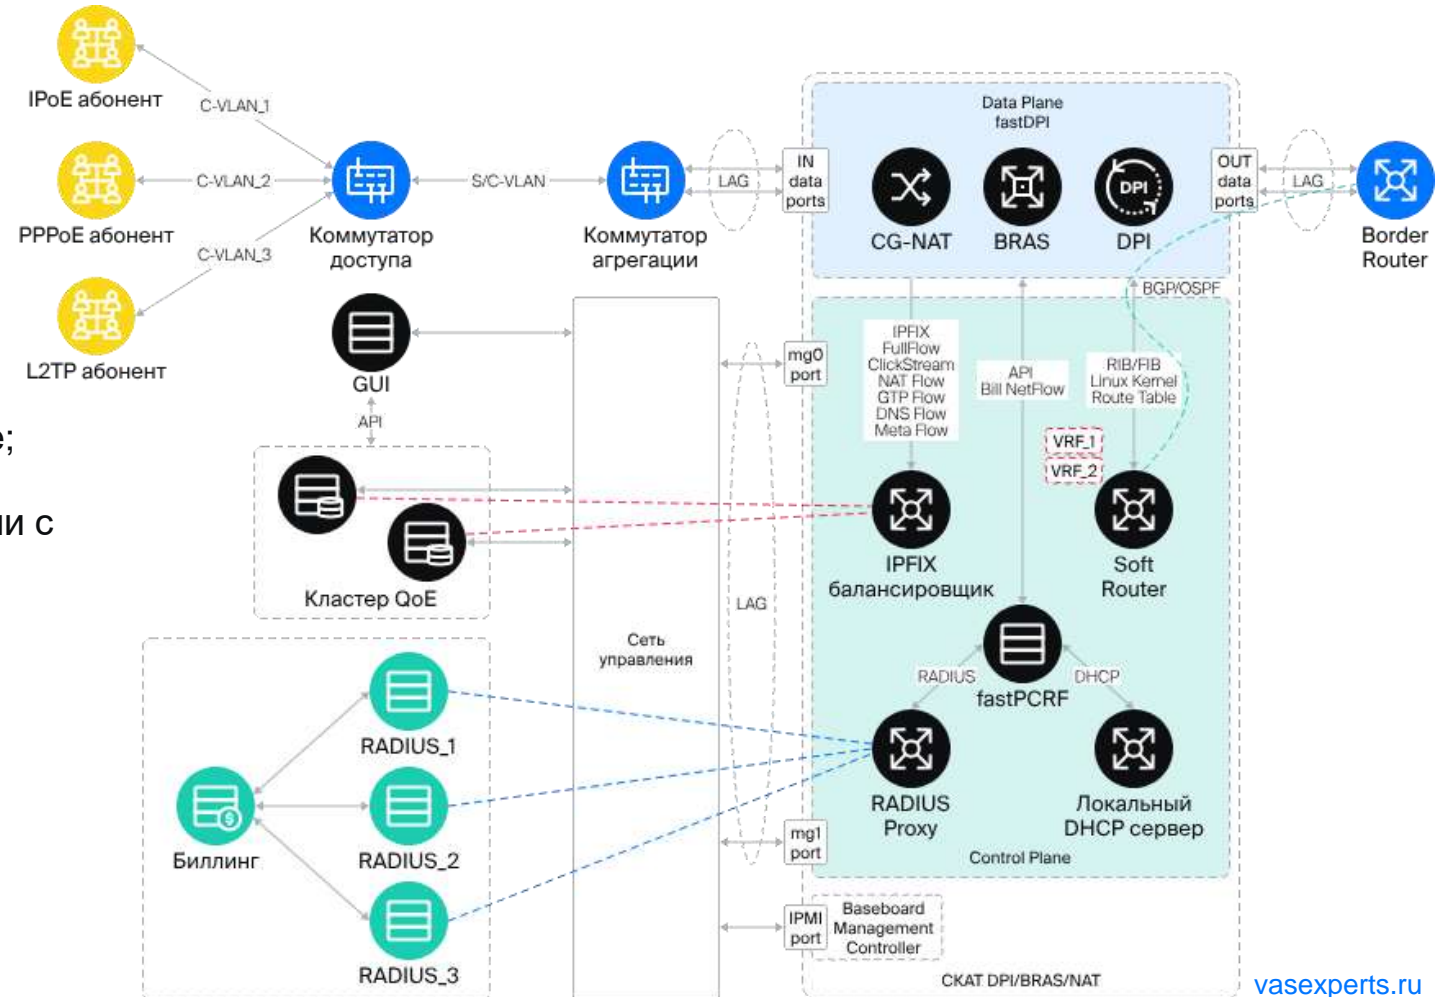 IPoE абонент
C-VLAN_1
PPPoE абонент
C-VLAN_2
L2TP абонент
C-VLAN_3
Коммутатор
доступа
S/C-VLAN
Коммутатор
агрегации
LAG
IN
data
ports
Data Plane
fastDPI
CG-NAT
BRAS
DPI
DPI
OUT
data
ports
LAG
Border
Router
BGP/OSPF
е;
ми с
GUI
API
Кластер QoE
Сеть
управления
LAG
mg0
port
IPFIX
FullFlow
ClickStream
NAT Flow
GTP Flow
DNS Flow
Meta Flow
API
Bill NetFlow
RIB/FIB
Linux Kernel
Route Table
VRF_1
VRF_2
IPFIX
балансировщик
Soft
Router
RADIUS
DHCP
fastPCRF
RADIUS
Proxy
Локальный
DHCP сервер
Control Plane
mg1
port
IPMI
port
Baseboard
Management
Controller
СКАТ DPI/BRAS/NAT
Биллинг
RADIUS_1
RADIUS_2
RADIUS_3
vasexperts.ru